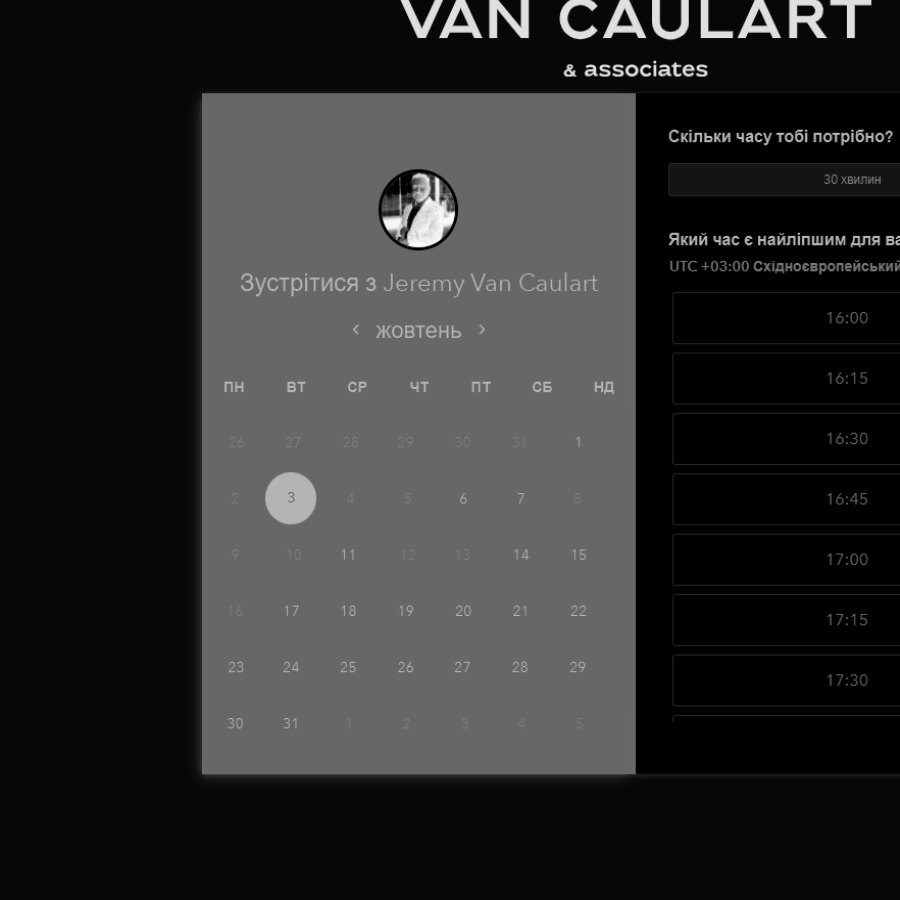 VAN CAULART
& associates
Зустрітися з Jeremy Van Caulart
жовтень
ПН ВТ СР ЧТ ПТ СБ НД
26 27 28 29 30 31 1
2 3 4 5 6 7 8
9 10 11 12 13 14 15
16 17 18 19 20 21 22
23 24 25 26 27 28 29
30 31 1 2 3 4 5
Скільки часу тобі потрібно?
30 хвилин
Який час є найліпшим для ва
UTC +03:00 Східноєвропейський
16:00
16:15
16:30
16:45
17:00
17:15
17:30